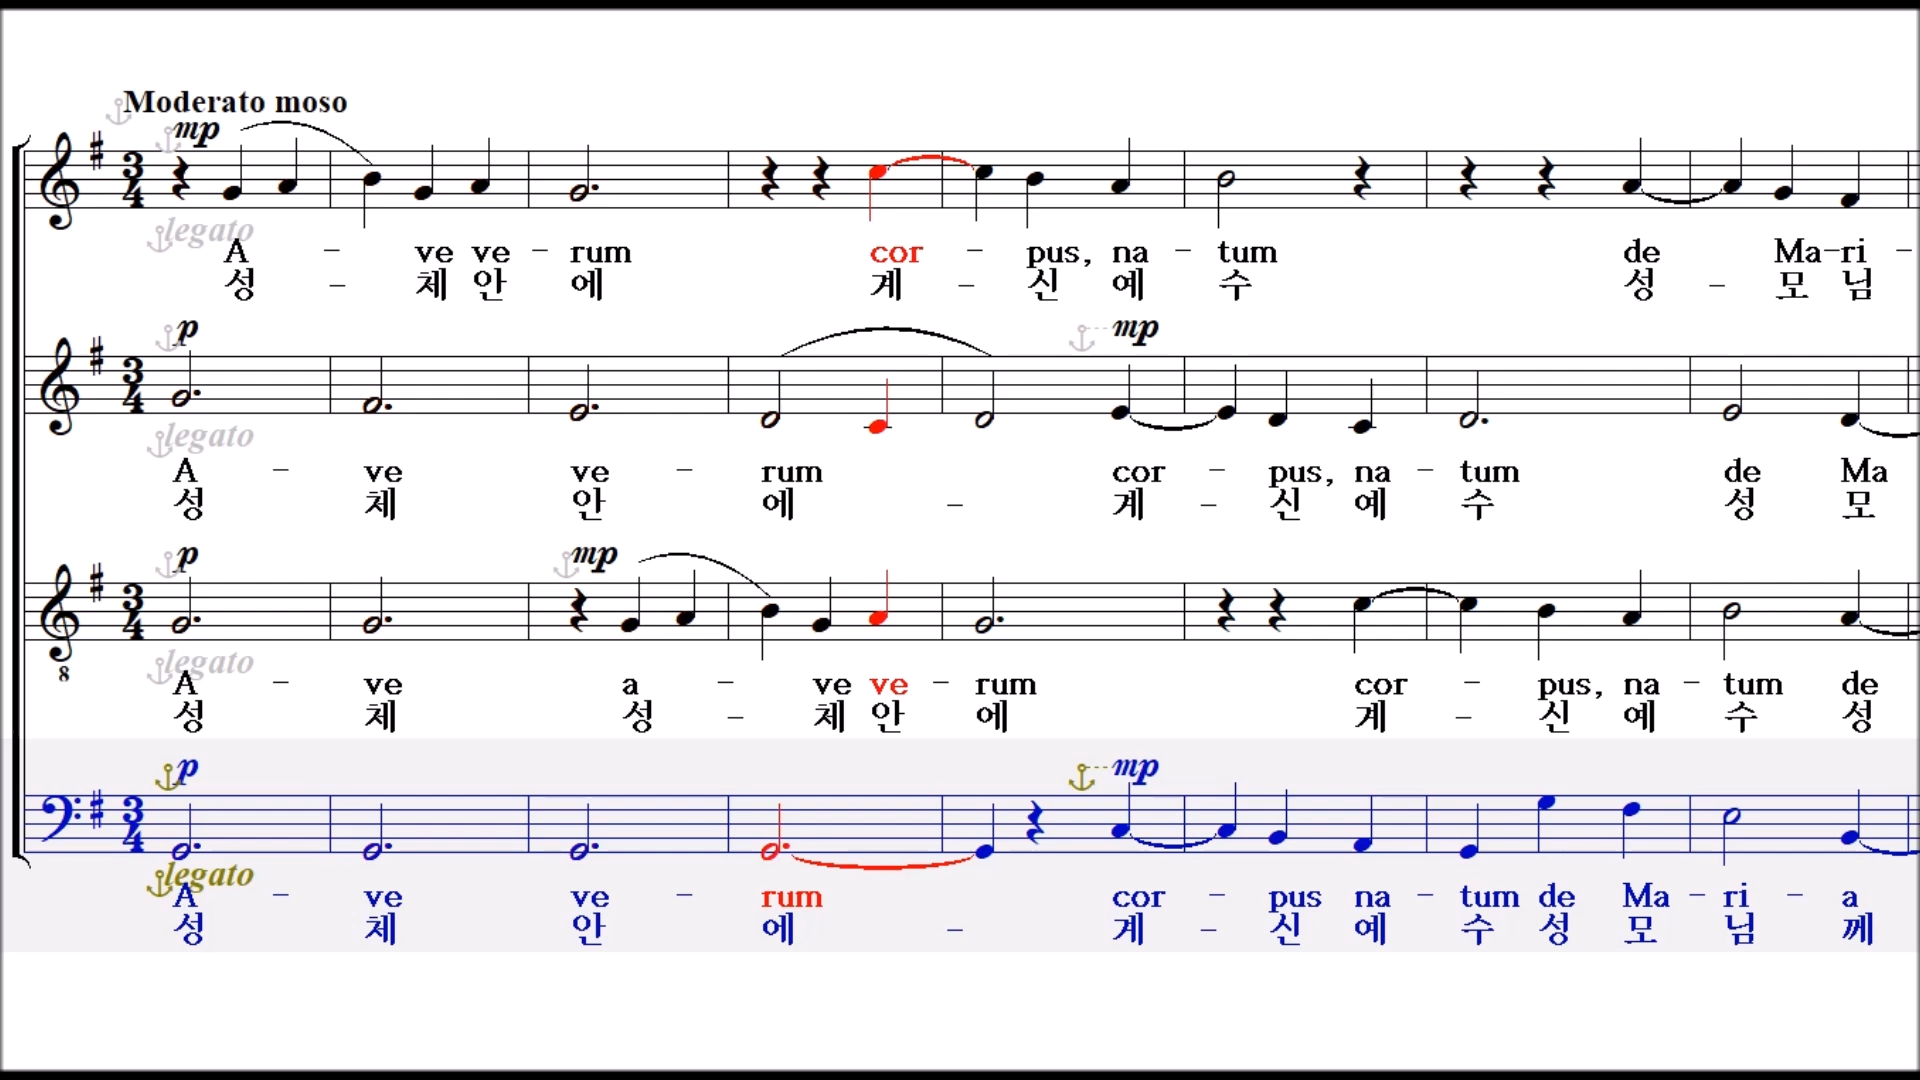 Moderato moso
mp
legato
A - ve ve - rum cor - pus, na - tum de Ma-ri -
성 - 체 안 에 계 - 신 예 수 성 - 모 님
p mp
legato
A - ve ve - rum cor - pus, na - tum de Ma
성 체 안 에 - 계 - 신 예 수 성 모
p mp
legato
A - ve a - ve ve - rum cor - pus, na - tum de
성 체 성 - 체 안 에 계 - 신 예 수 성
p mp
legato
A - ve ve - rum cor - pus na - tum de Ma - ri - a
성 체 안 에 - 계 - 신 예 수 성 모 님 께